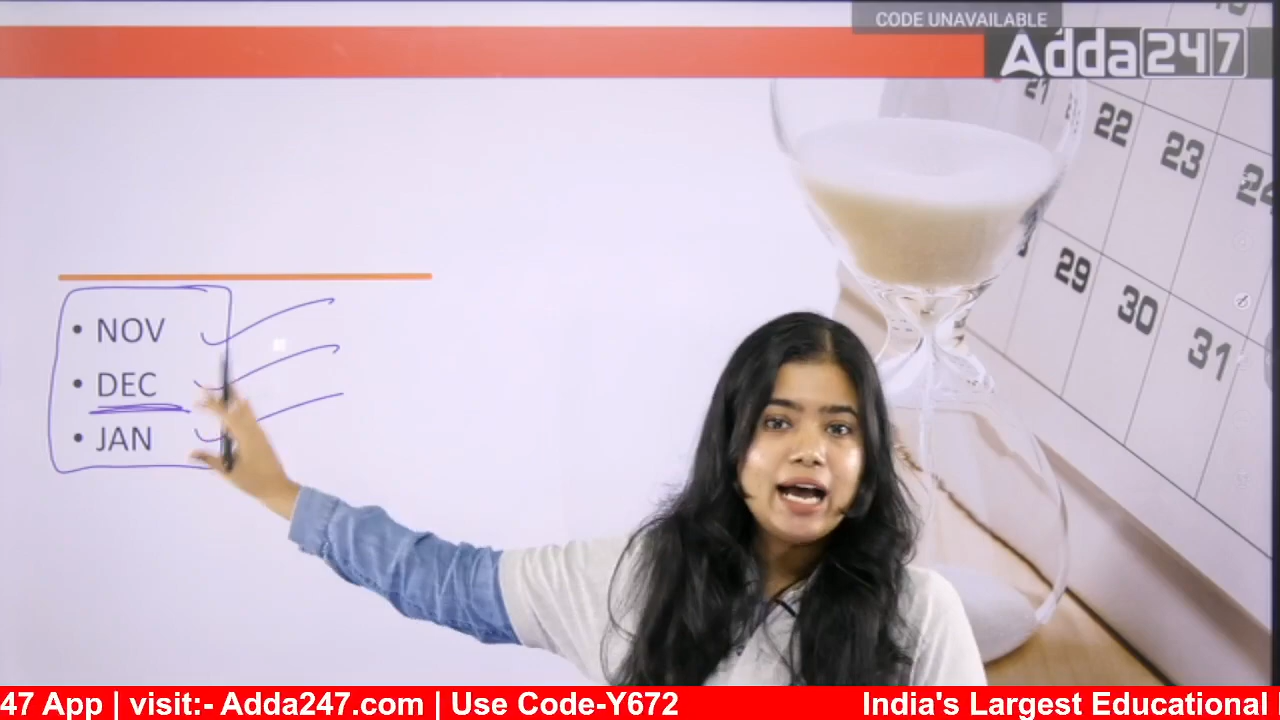 CODE UNAVAILABLE
Adda247
21
22
23
24
29
30
31
• NOV
• DEC
• JAN
47 App | visit:- Adda247.com | Use Code-Y672
India's Largest Educational